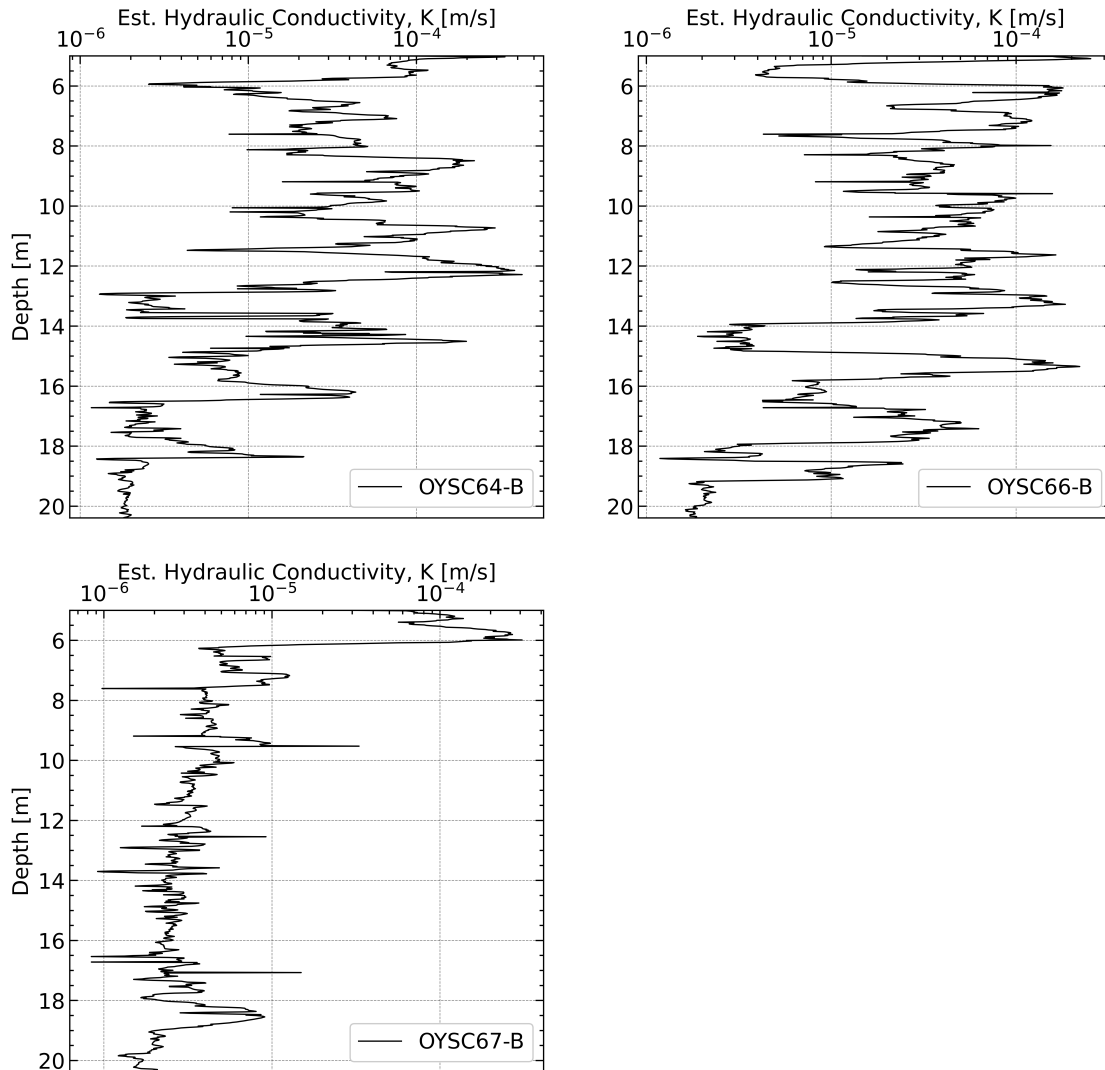 Est. Hydraulic Conductivity, K [m/s]
10⁻⁶ 10⁻⁵ 10⁻⁴
Depth [m]
6
8
10
12
14
16
18
20
OYSC64-B
Est. Hydraulic Conductivity, K [m/s]
10⁻⁶ 10⁻⁵ 10⁻⁴
6
8
10
12
14
16
18
20
OYSC66-B
Est. Hydraulic Conductivity, K [m/s]
10⁻⁶ 10⁻⁵ 10⁻⁴
Depth [m]
6
8
10
12
14
16
18
20
OYSC67-B